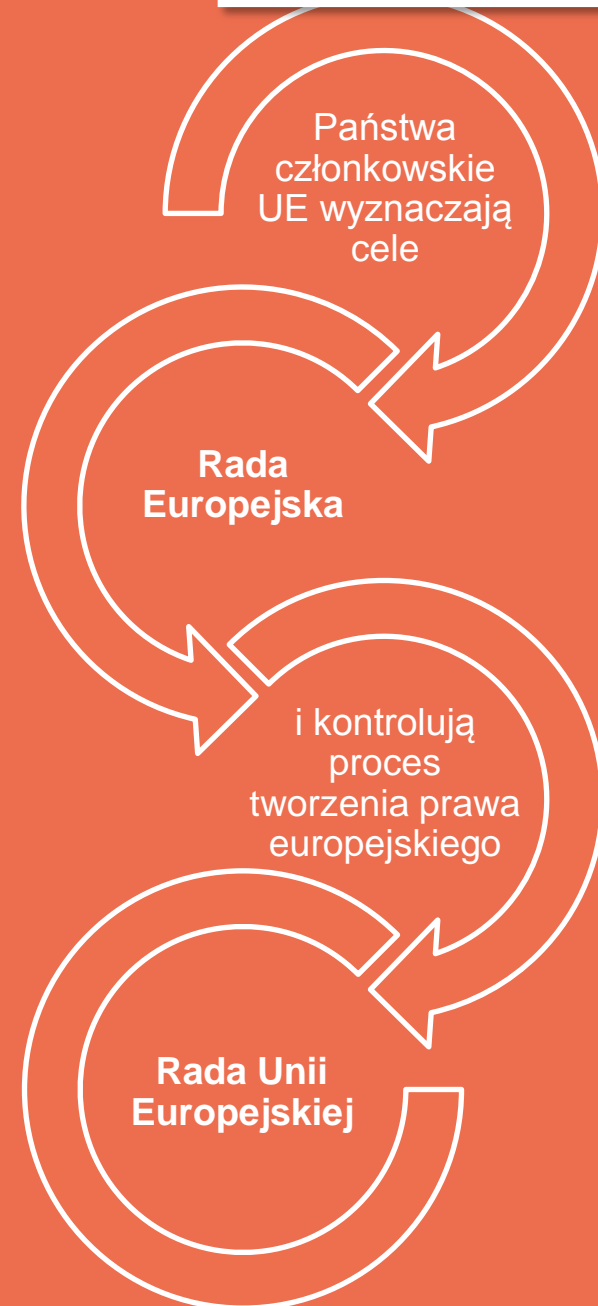 Państwa
członkowskie
UE wyznaczają
cele
Rada
Europejska
i kontrolują
proces
tworzenia prawa
europejskiego
Rada Unii
Europejskiej